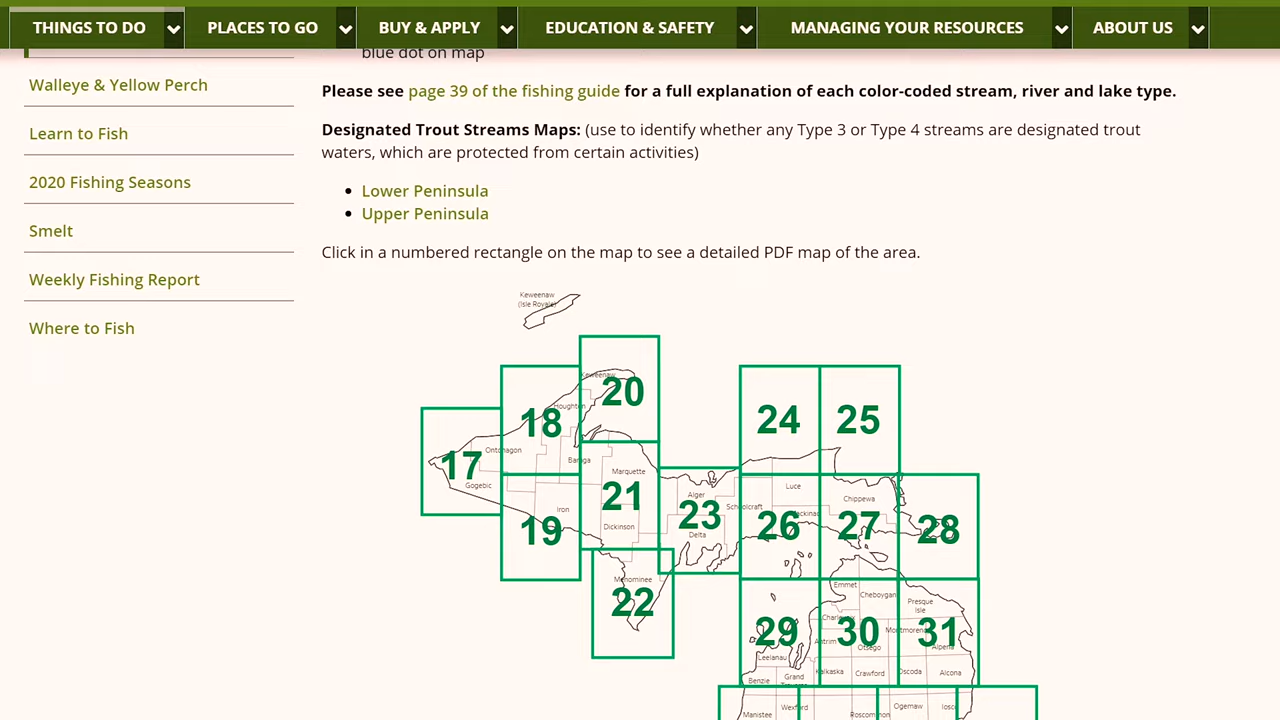 THINGS TO DO
PLACES TO GO
BUY & APPLY
EDUCATION & SAFETY
MANAGING YOUR RESOURCES
ABOUT US
blue dot on map
Walleye & Yellow Perch
Learn to Fish
2020 Fishing Seasons
Smelt
Weekly Fishing Report
Where to Fish
Please see page 39 of the fishing guide for a full explanation of each color-coded stream, river and lake type.
Designated Trout Streams Maps: (use to identify whether any Type 3 or Type 4 streams are designated trout
waters, which are protected from certain activities)
Lower Peninsula
Upper Peninsula
Click in a numbered rectangle on the map to see a detailed PDF map of the area.
Keweenaw
(Isle Royale)
Keweenaw
20
Houghton
18
24
25
Ontonagon
17
Gogebic
Baraga
Marquette
21
Iron
19
Dickinson
Alger
23
Delta
Luce
26
Chippewa
27
28
Menominee
22
Emmet
Cheboygan
Presque
Isle
29
30
31
Antrim
Otsego
Alpena
Leelanau
Benzie
Grand
Kalkaska
Crawford
Oscoda
Alcona
Manistee
Wexford
Ogemaw